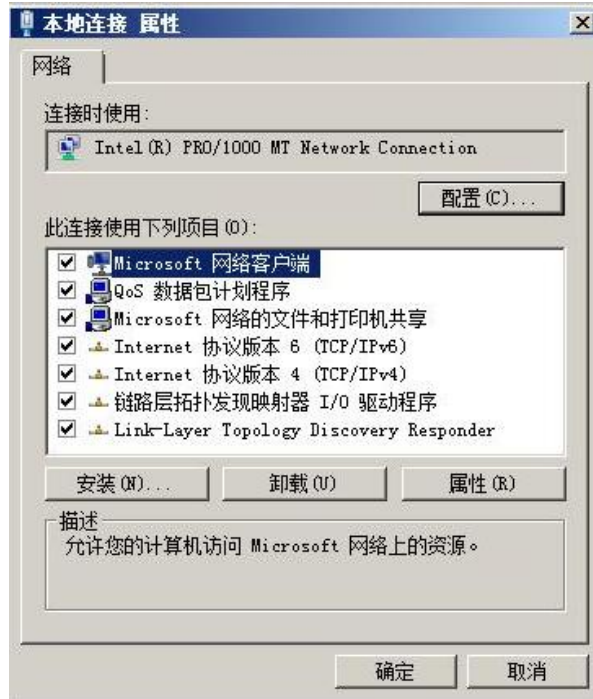 本地连接 属性
网络
连接时使用:
Intel(R) PRO/1000 MT Network Connection
配置(C)...
此连接使用下列项目(O):
Microsoft 网络客户端
QoS 数据包计划程序
Microsoft 网络的文件和打印机共享
Internet 协议版本 6 (TCP/IPv6)
Internet 协议版本 4 (TCP/IPv4)
链路层拓扑发现映射器 I/O 驱动程序
Link-Layer Topology Discovery Responder
安装(N)... 卸载(U) 属性(R)
描述
允许您的计算机访问 Microsoft 网络上的资源。
确定 取消